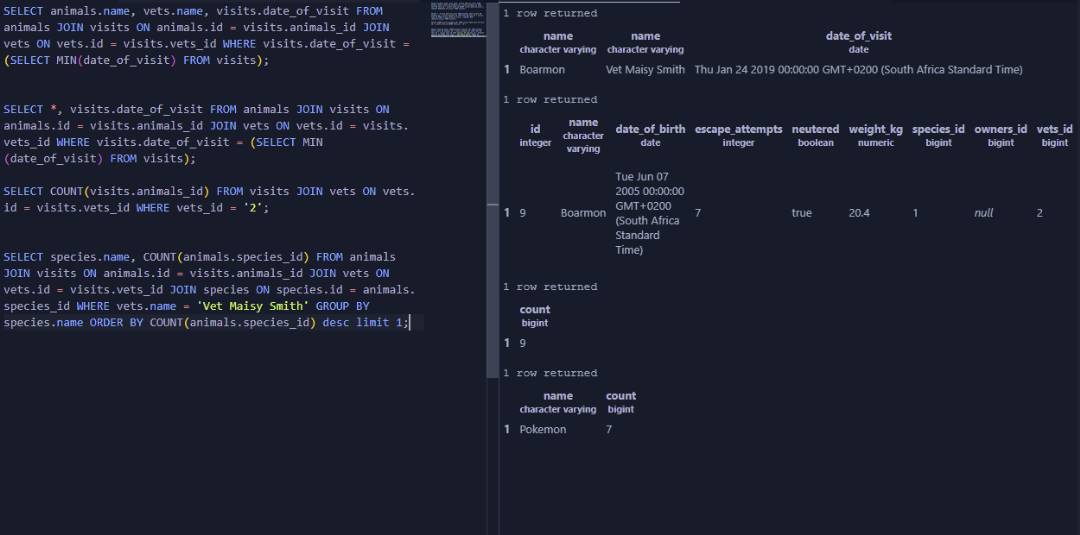 SELECT animals.name, vets.name, visits.date_of_visit FROM
animals JOIN visits ON animals.id = visits.animals_id JOIN
vets ON vets.id = visits.vets_id WHERE visits.date_of_visit =
(SELECT MIN(date_of_visit) FROM visits);
SELECT *, visits.date_of_visit FROM animals JOIN visits ON
animals.id = visits.animals_id JOIN vets ON vets.id = visits.
vets_id WHERE visits.date_of_visit = (SELECT MIN
(date_of_visit) FROM visits);
SELECT COUNT(visits.animals_id) FROM visits JOIN vets ON vets.
id = visits.vets_id WHERE vets_id = '2';
SELECT species.name, COUNT(animals.species_id) FROM animals
JOIN visits ON animals.id = visits.animals_id JOIN vets ON
vets.id = visits.vets_id JOIN species ON species.id = animals.
species_id WHERE vets.name = 'Vet Maisy Smith' GROUP BY
species.name ORDER BY COUNT(animals.species_id) desc limit 1;
1 row returned
name name date_of_visit
character varying character varying date
1 Boarmon Vet Maisy Smith Thu Jan 24 2019 00:00:00 GMT+0200 (South Africa Standard Time)
1 row returned
id name date_of_birth escape_attempts neutered weight_kg species_id owners_id vets_id
integer character varying date integer boolean numeric bigint bigint bigint
1 9 Boarmon Tue Jun 07 2005 00:00:00 GMT+0200 (South Africa Standard Time) 7 true 20.4 1 null 2
1 row returned
count
bigint
1 9
1 row returned
name count
character varying bigint
1 Pokemon 7